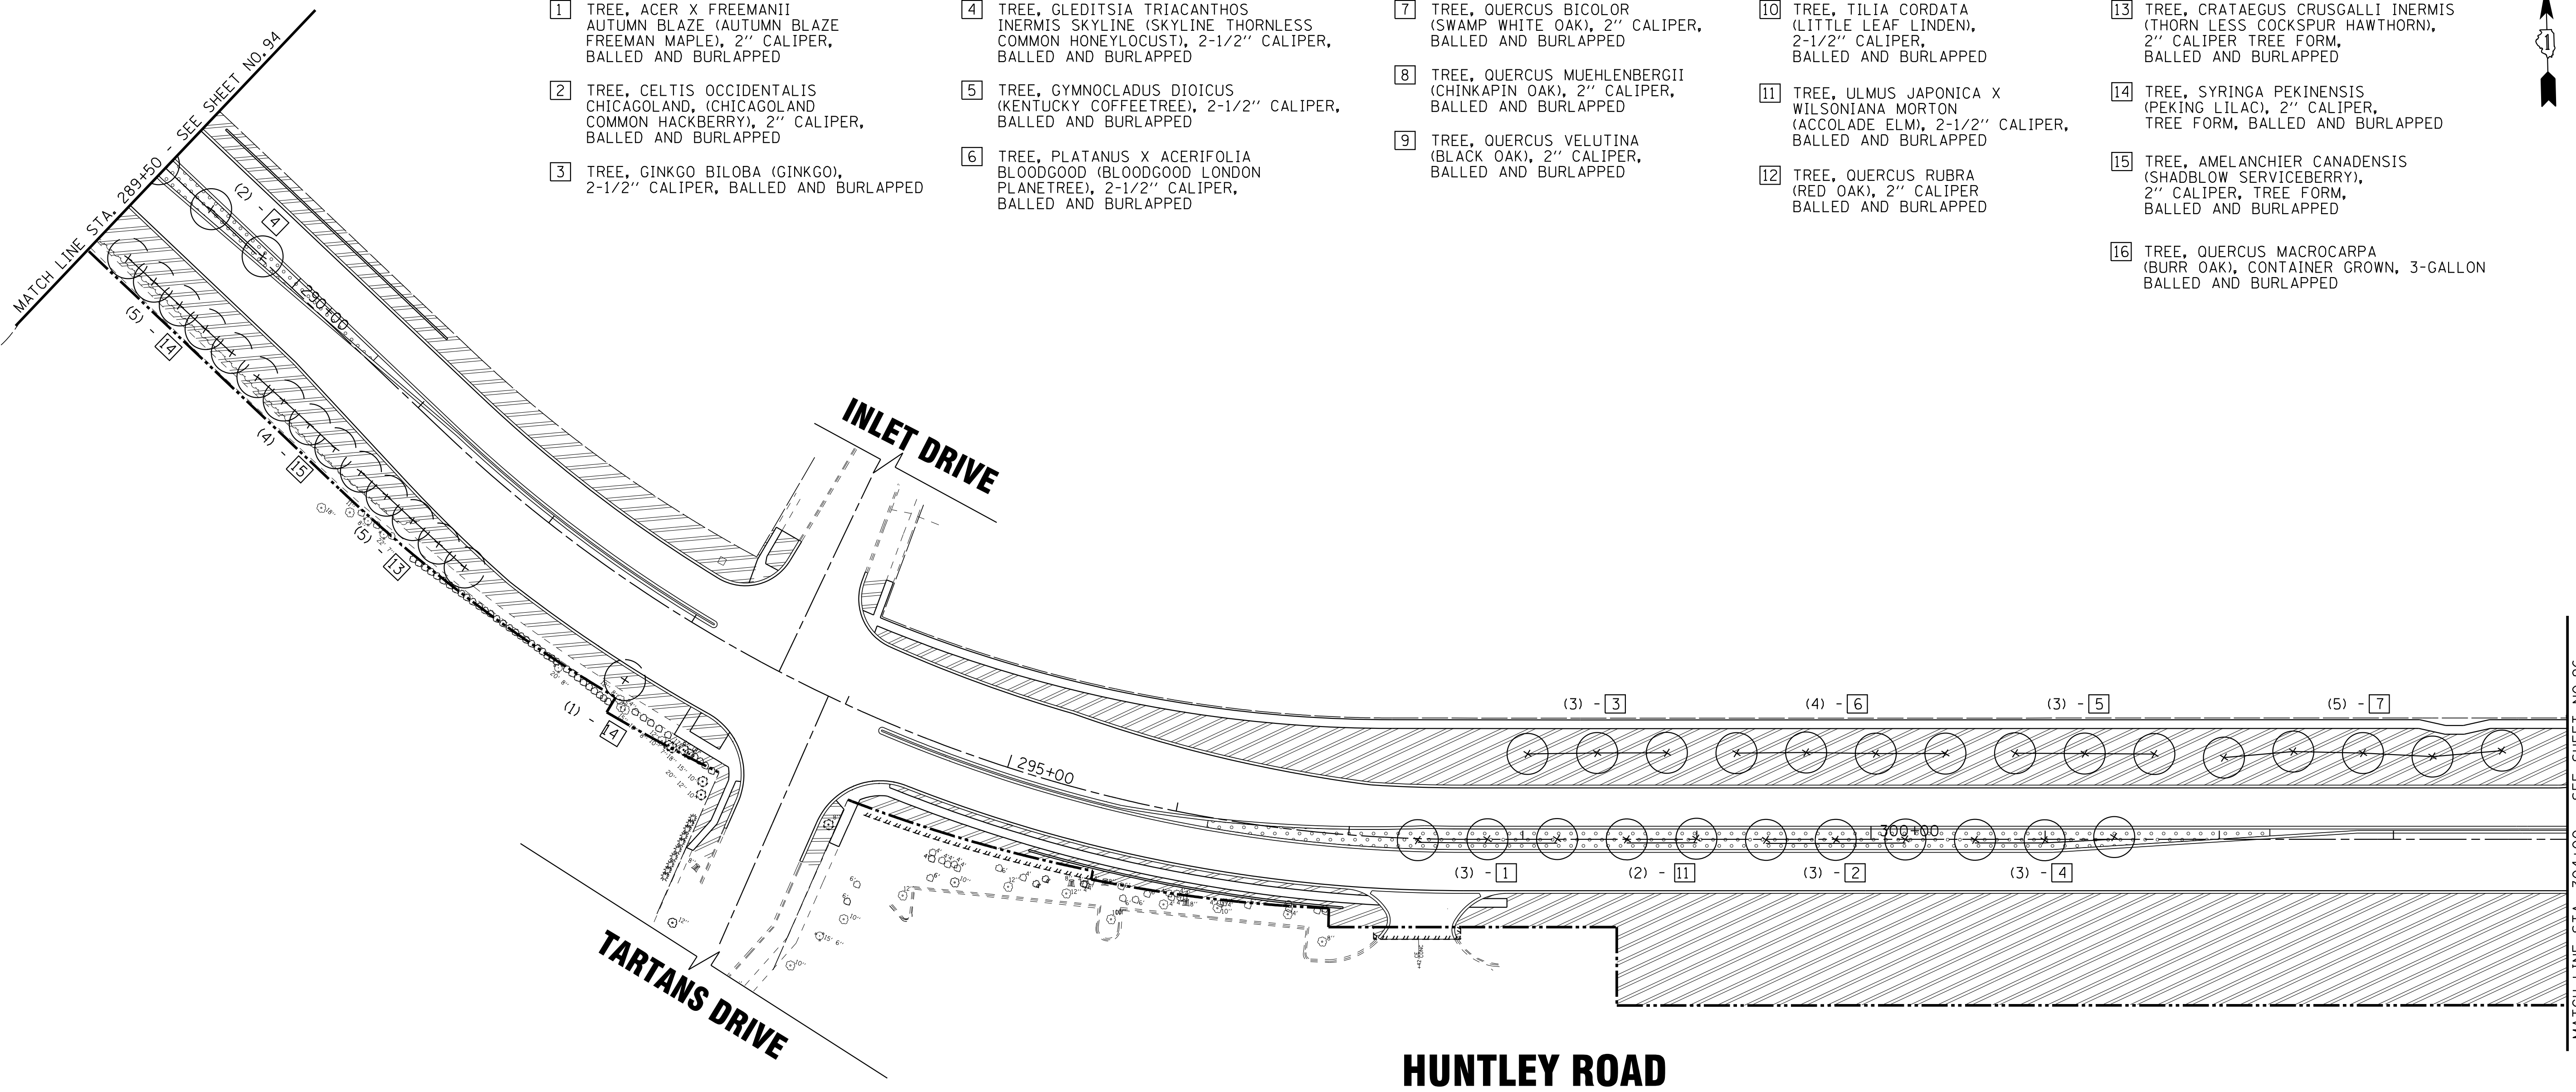 1 TREE, ACER X FREEMANII
AUTUMN BLAZE (AUTUMN BLAZE
FREEMAN MAPLE), 2'' CALIPER,
BALLED AND BURLAPPED
2 TREE, CELTIS OCCIDENTALIS
CHICAGOLAND, (CHICAGOLAND
COMMON HACKBERRY), 2'' CALIPER,
BALLED AND BURLAPPED
3 TREE, GINKGO BILOBA (GINKGO),
2-1/2'' CALIPER, BALLED AND BURLAPPED
4 TREE, GLEDITSIA TRIACANTHOS
INERMIS SKYLINE (SKYLINE THORNLESS
COMMON HONEYLOCUST), 2-1/2'' CALIPER,
BALLED AND BURLAPPED
5 TREE, GYMNOCLADUS DIOICUS
(KENTUCKY COFFEETREE), 2-1/2'' CALIPER,
BALLED AND BURLAPPED
6 TREE, PLATANUS X ACERIFOLIA
BLOODGOOD (BLOODGOOD LONDON
PLANETREE), 2-1/2'' CALIPER,
BALLED AND BURLAPPED
7 TREE, QUERCUS BICOLOR
(SWAMP WHITE OAK), 2'' CALIPER,
BALLED AND BURLAPPED
8 TREE, QUERCUS MUEHLENBERGII
(CHINKAPIN OAK), 2'' CALIPER,
BALLED AND BURLAPPED
9 TREE, QUERCUS VELUTINA
(BLACK OAK), 2'' CALIPER,
BALLED AND BURLAPPED
10 TREE, TILIA CORDATA
(LITTLE LEAF LINDEN),
2-1/2'' CALIPER,
BALLED AND BURLAPPED
11 TREE, ULMUS JAPONICA X
WILSONIANA MORTON
(ACCOLADE ELM), 2-1/2'' CALIPER,
BALLED AND BURLAPPED
12 TREE, QUERCUS RUBRA
(RED OAK), 2'' CALIPER
BALLED AND BURLAPPED
13 TREE, CRATAEGUS CRUSGALLI INERMIS
(THORN LESS COCKSPUR HAWTHORN),
2'' CALIPER TREE FORM,
BALLED AND BURLAPPED
14 TREE, SYRINGA PEKINENSIS
(PEKING LILAC), 2'' CALIPER,
TREE FORM, BALLED AND BURLAPPED
15 TREE, AMELANCHIER CANADENSIS
(SHADBLOW SERVICEBERRY),
2'' CALIPER, TREE FORM,
BALLED AND BURLAPPED
16 TREE, QUERCUS MACROCARPA
(BURR OAK), CONTAINER GROWN, 3-GALLON
BALLED AND BURLAPPED
MATCH LINE STA. 289+50 - SEE SHEET NO.94
(2) - 4
290+00
(5) - 14
(4) - 15
(5) - 13
(1) - 14
INLET DRIVE
295+00
(3) - 3
(4) - 6
(3) - 5
(5) - 7
300+00
(3) - 1
(2) - 11
(3) - 2
(3) - 4
TARTANS DRIVE
HUNTLEY ROAD